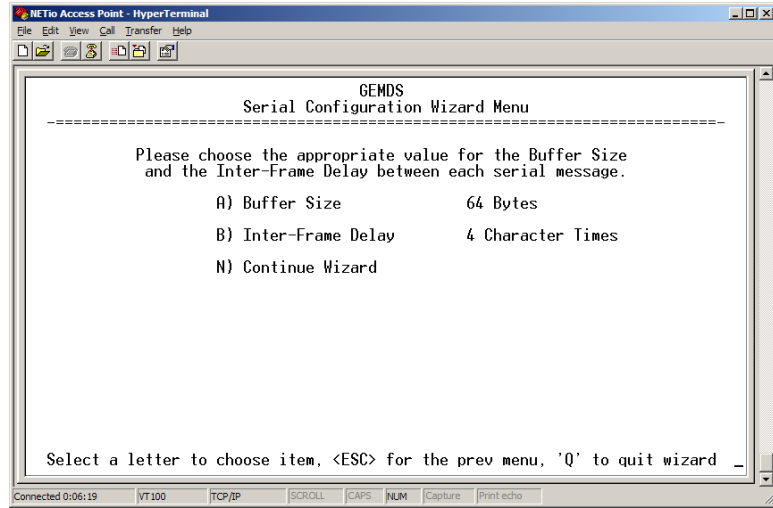 NETio Access Point - HyperTerminal
File Edit View Call Transfer Help
GEMDS
Serial Configuration Wizard Menu
-==========================================================================-
Please choose the appropriate value for the Buffer Size
and the Inter-Frame Delay between each serial message.
A) Buffer Size 64 Bytes
B) Inter-Frame Delay 4 Character Times
N) Continue Wizard
Select a letter to choose item, <ESC> for the prev menu, 'Q' to quit wizard _
Connected 0:06:19 VT100 TCP/IP SCROLL CAPS NUM Capture Print echo